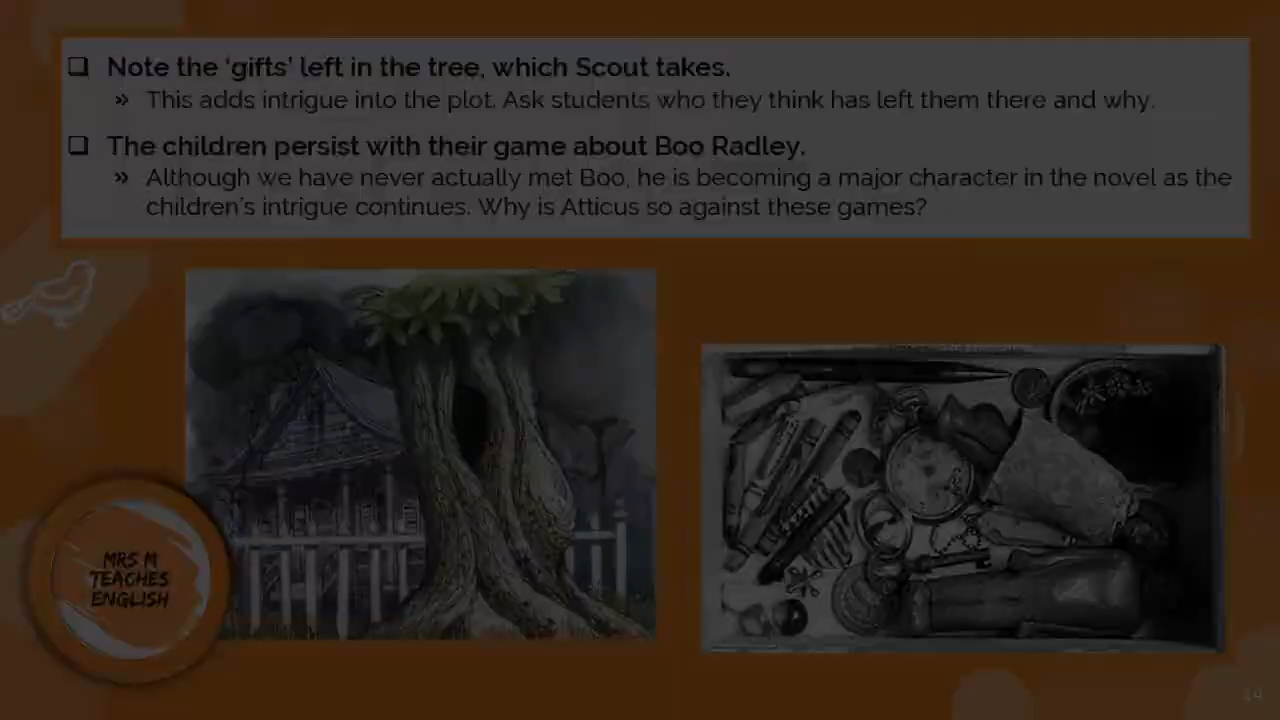 ❑ Note the ‘gifts’ left in the tree, which Scout takes.
» This adds intrigue into the plot. Ask students who they think has left them there and why.
❑ The children persist with their game about Boo Radley.
» Although we have never actually met Boo, he is becoming a major character in the novel as the
children’s intrigue continues. Why is Atticus so against these games?
MRS M
TEACHES
ENGLISH